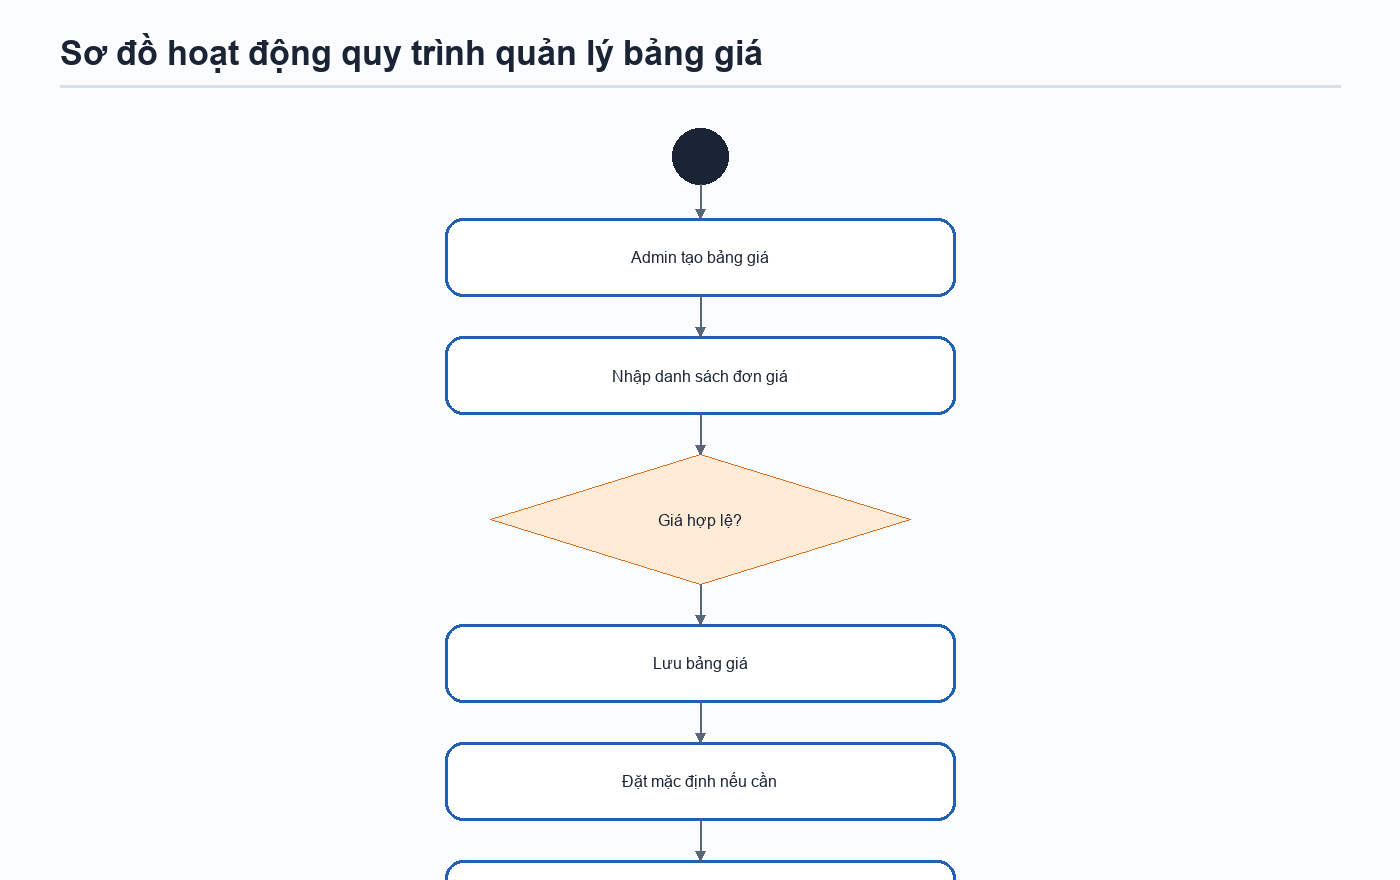 Sơ đồ hoạt động quy trình quản lý bảng giá
Admin tạo bảng giá
Nhập danh sách đơn giá
Giá hợp lệ?
Lưu bảng giá
Đặt mặc định nếu cần